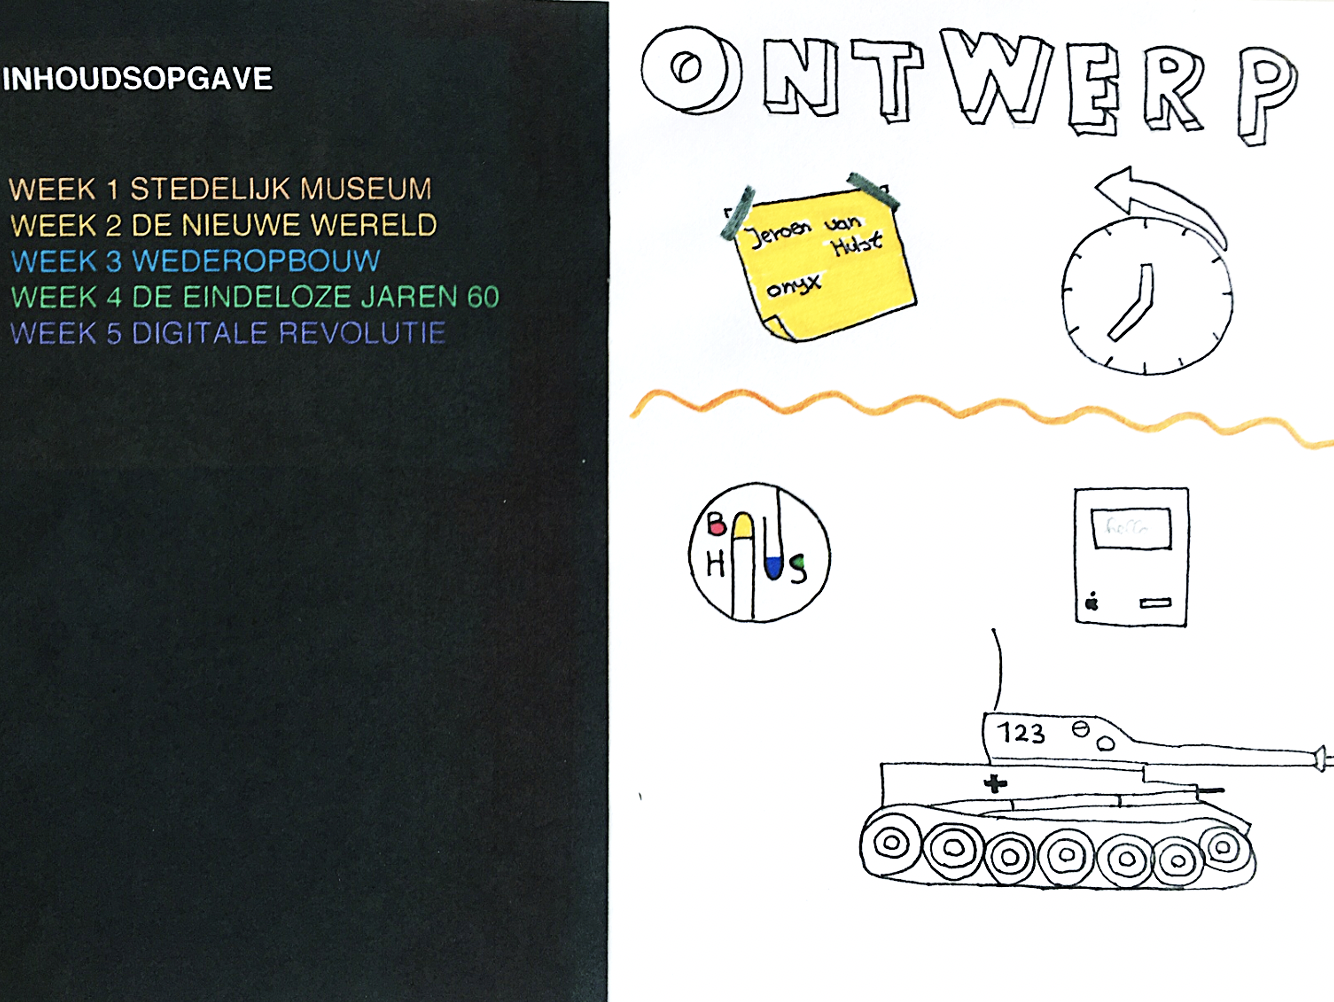 INHOUDSOPGAVE
WEEK 1 STEDELIJK MUSEUM
WEEK 2 DE NIEUWE WERELD
WEEK 3 WEDEROPBOUW
WEEK 4 DE EINDELOZE JAREN 60
WEEK 5 DIGITALE REVOLUTIE
ONTWERP
Jeroen van
Hulst
onyx
B
H S
hello
123